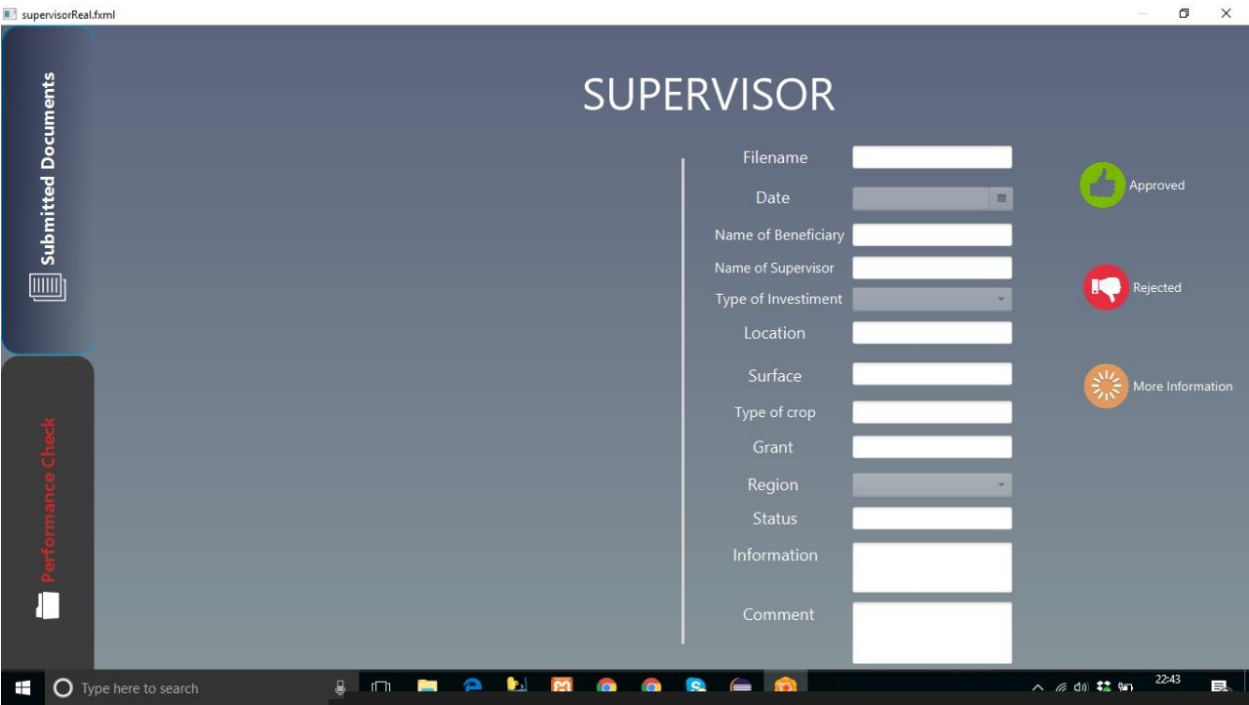 supervisorReal.fxml
Submitted Documents
Performance Check
SUPERVISOR
Filename
Date
Name of Beneficiary
Name of Supervisor
Type of Investiment
Location
Surface
Type of crop
Grant
Region
Status
Information
Comment
Approved
Rejected
More Information
Type here to search
22:43